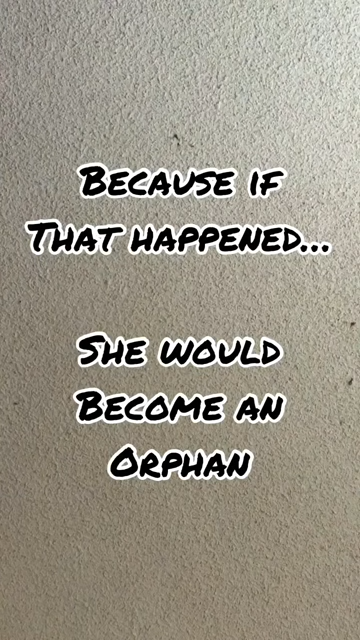 Because if
That happened...
She would
Become an
Orphan